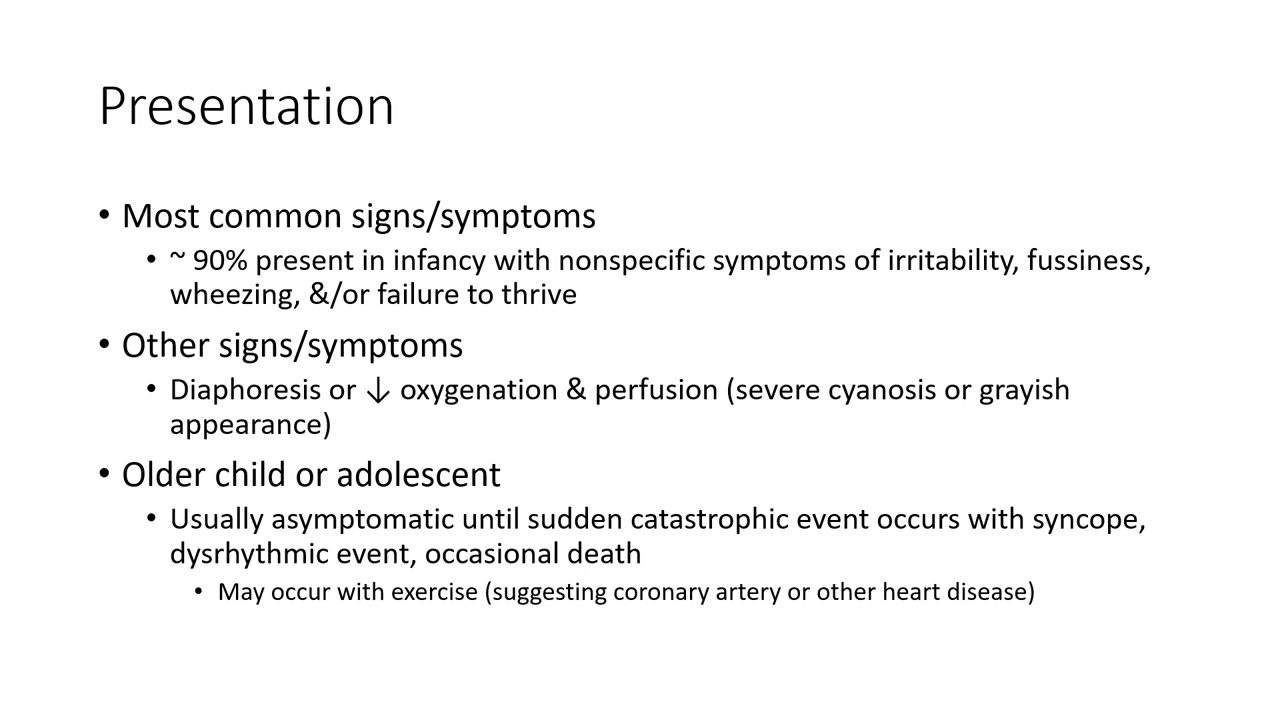 Presentation
• Most common signs/symptoms
• ~ 90% present in infancy with nonspecific symptoms of irritability, fussiness,
wheezing, &/or failure to thrive
• Other signs/symptoms
• Diaphoresis or ↓ oxygenation & perfusion (severe cyanosis or grayish
appearance)
• Older child or adolescent
• Usually asymptomatic until sudden catastrophic event occurs with syncope,
dysrhythmic event, occasional death
• May occur with exercise (suggesting coronary artery or other heart disease)